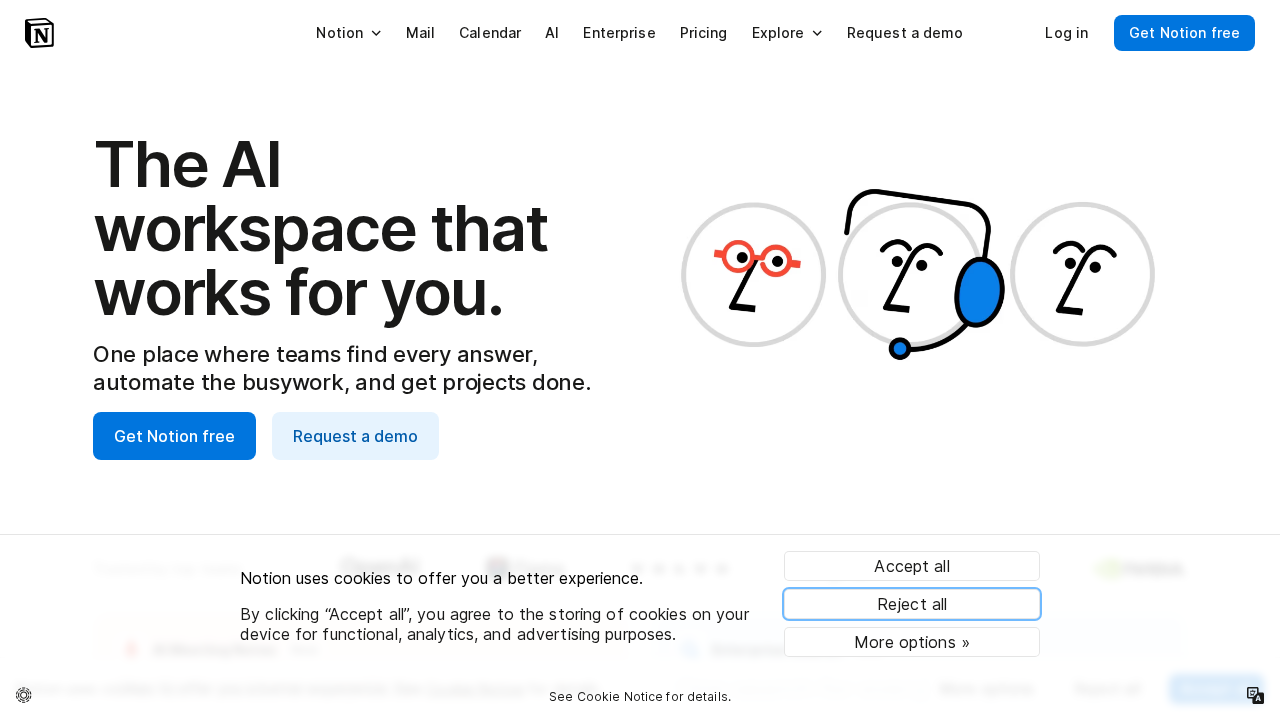 Notion
Mail
Calendar
AI
Enterprise
Pricing
Explore
Request a demo
Log in
Get Notion free
The AI
workspace that
works for you.
One place where teams find every answer,
automate the busywork, and get projects done.
Get Notion free
Request a demo
Notion uses cookies to offer you a better experience.
By clicking “Accept all”, you agree to the storing of cookies on your
device for functional, analytics, and advertising purposes.
Accept all
Reject all
More options »
See Cookie Notice for details.